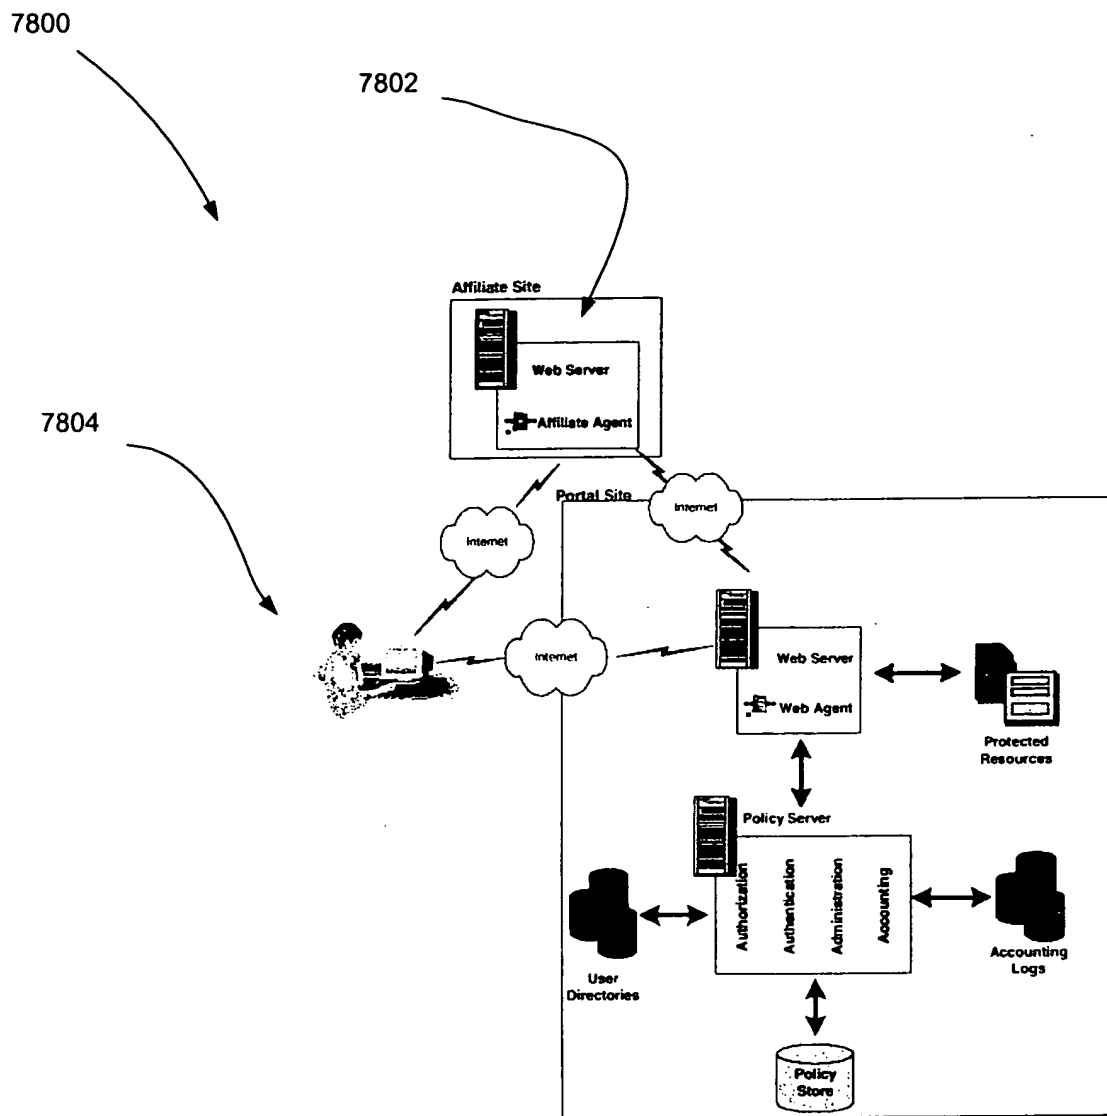 7800
7802
Affiliate Site
Web Server
Affiliate Agent
7804
Portal Site
Internet
Internet
Internet
Web Server
Web Agent
Protected
Resources
Policy Server
Authorization
Authentication
Administration
Accounting
User
Directories
Accounting
Logs
Policy
Store